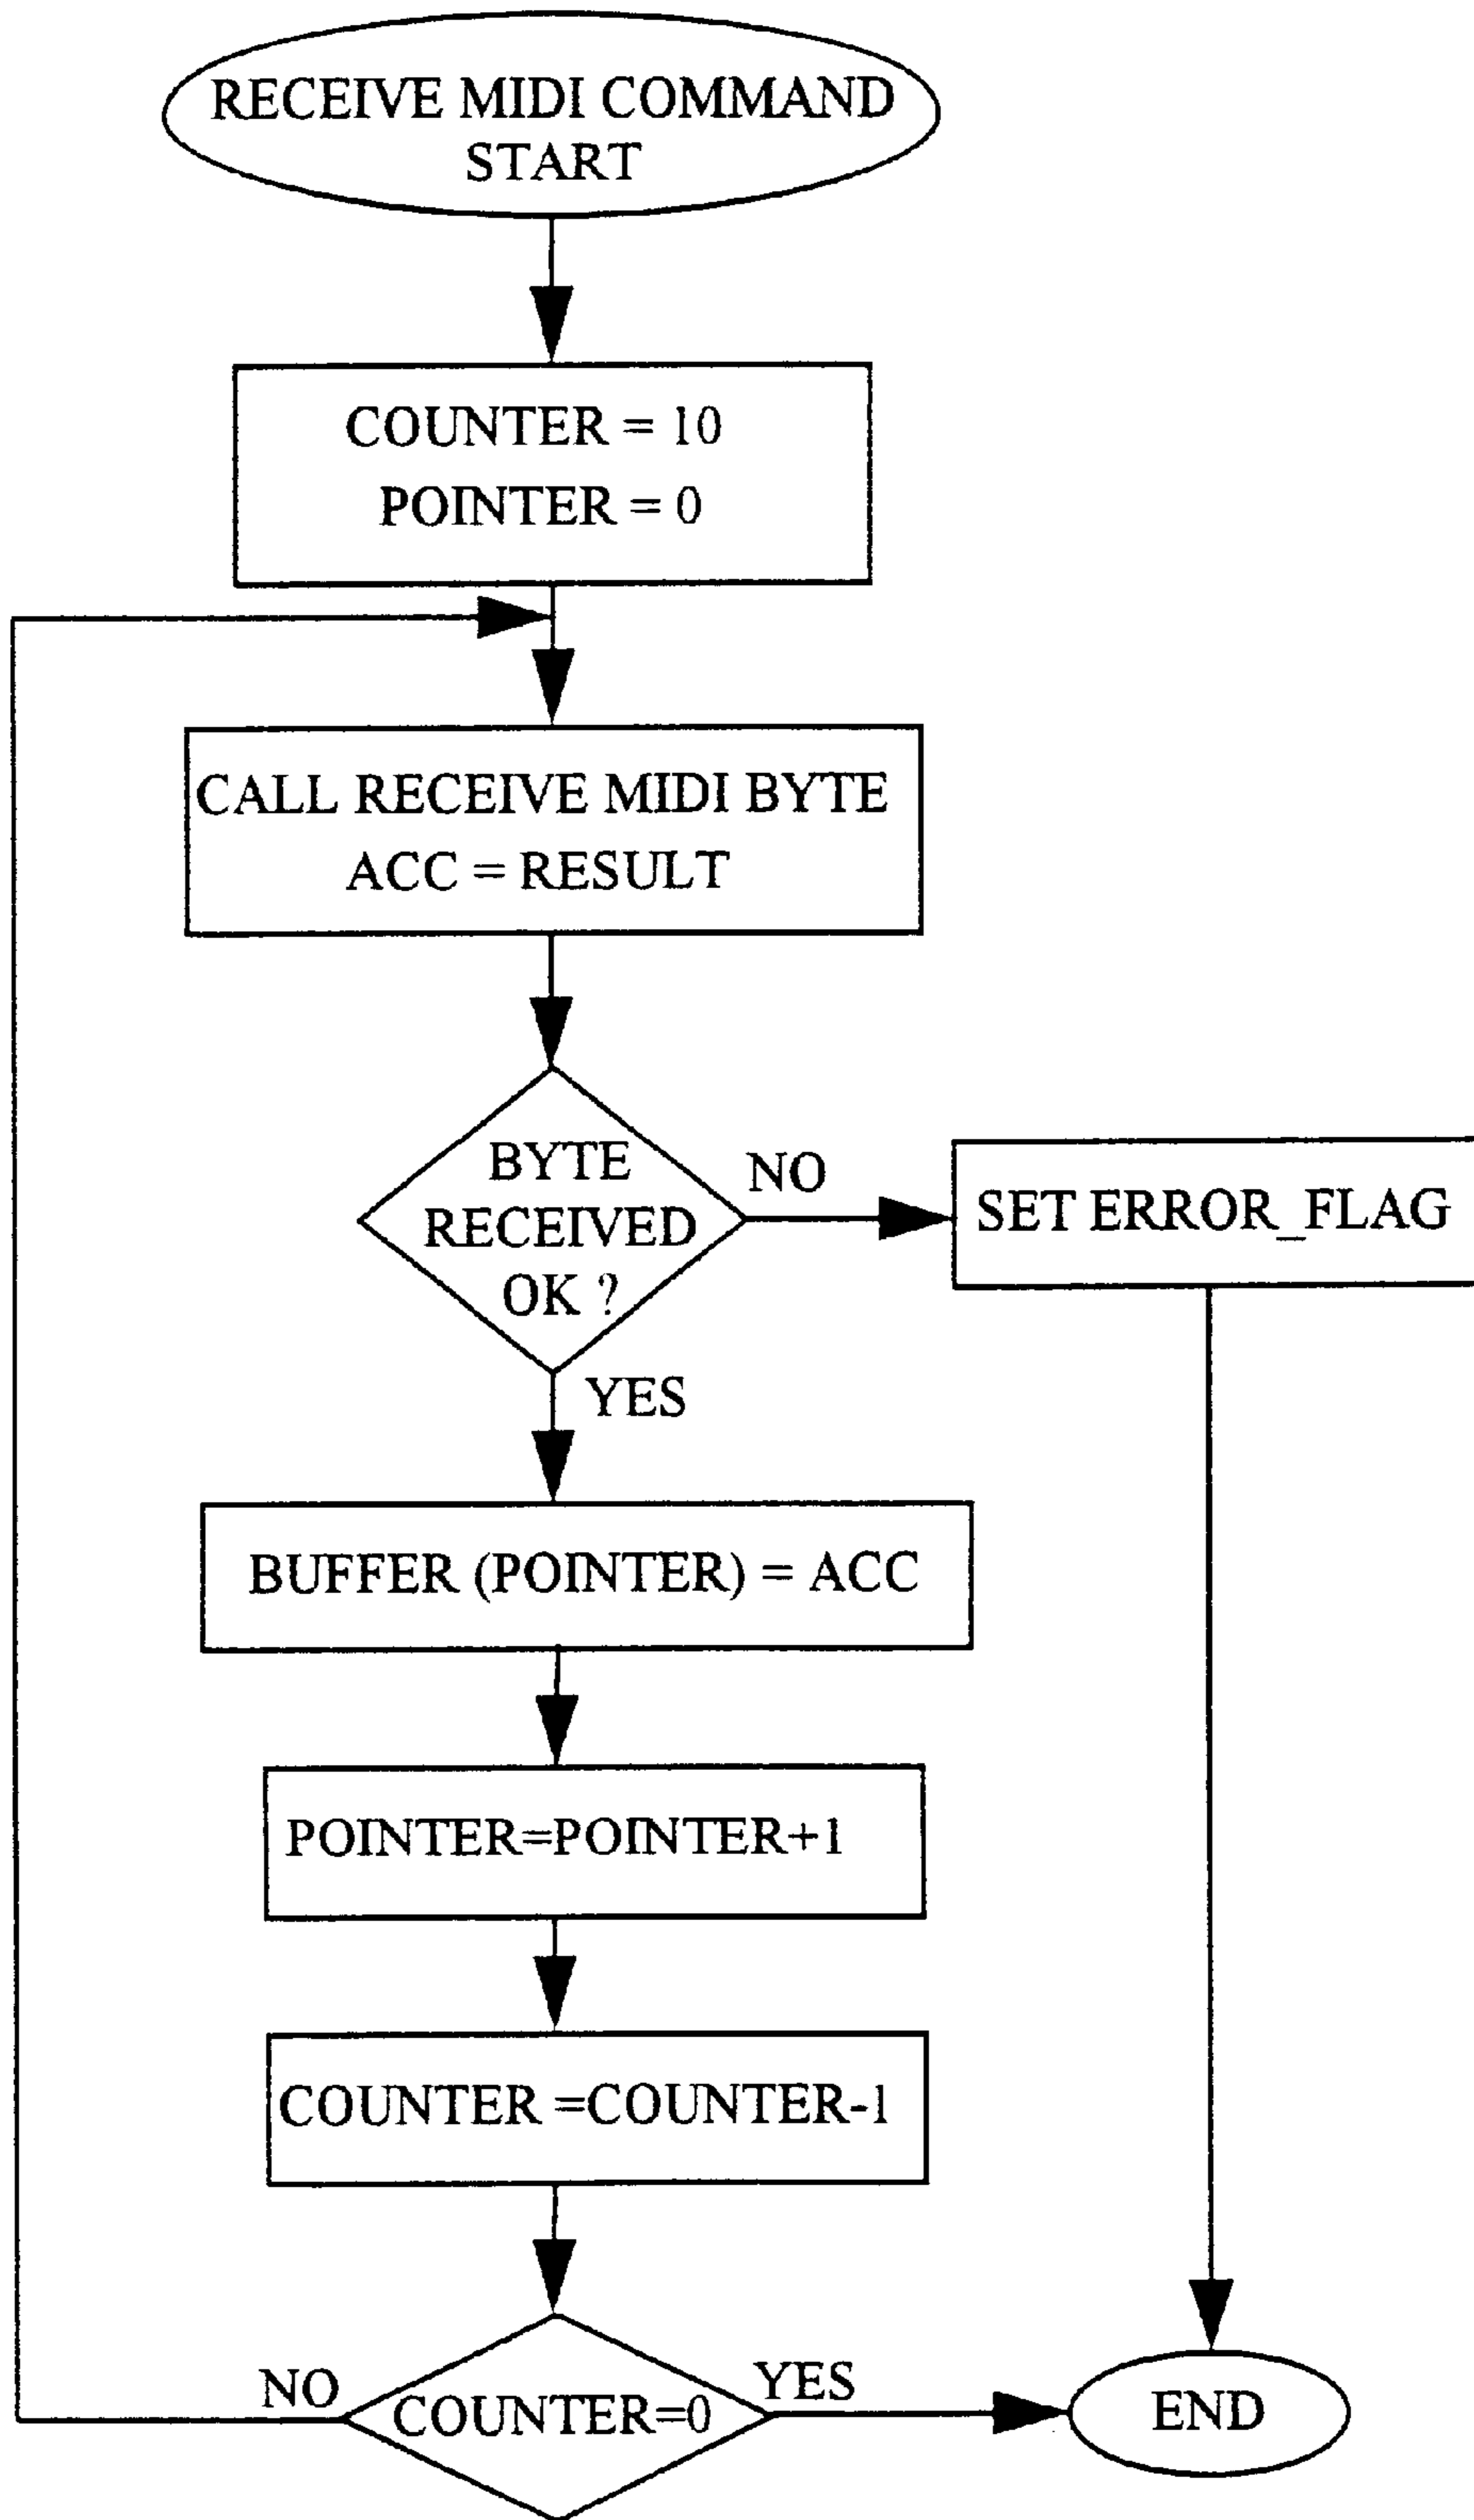 RECEIVE MIDI COMMAND
START
COUNTER = 10
POINTER = 0
CALL RECEIVE MIDI BYTE
ACC = RESULT
BYTE
RECEIVED
OK ?
NO
SET ERROR_FLAG
YES
BUFFER (POINTER) = ACC
POINTER=POINTER+1
COUNTER =COUNTER-1
NO
COUNTER=0
YES
END